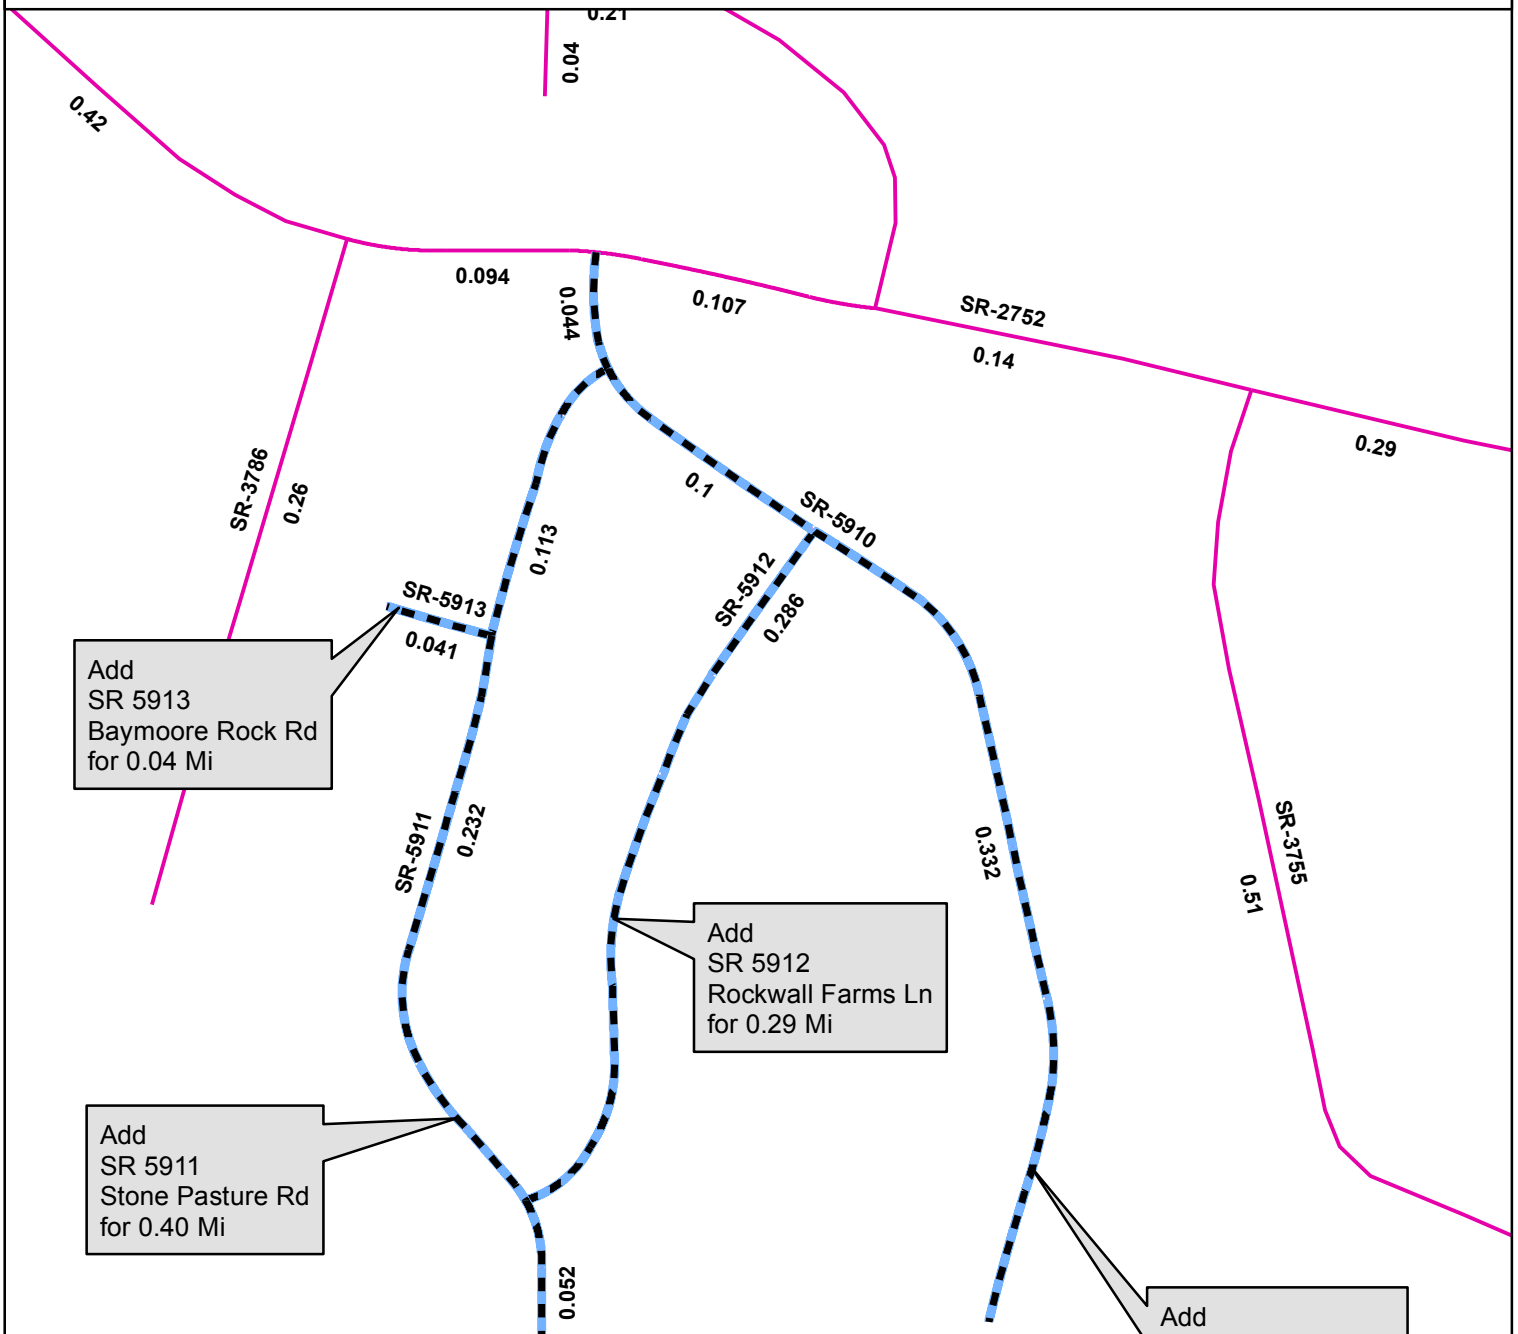 0.21
0.04
0.42
0.094
0.044
0.107
SR-2752
0.14
0.29
SR-3786
0.26
0.1
SR-5910
0.113
SR-5912
0.286
SR-5913
0.041
Add
SR 5913
Baymoore Rock Rd
for 0.04 Mi
SR-5911
0.232
0.332
SR-3755
0.51
Add
SR 5912
Rockwall Farms Ln
for 0.29 Mi
Add
SR 5911
Stone Pasture Rd
for 0.40 Mi
0.052
Add